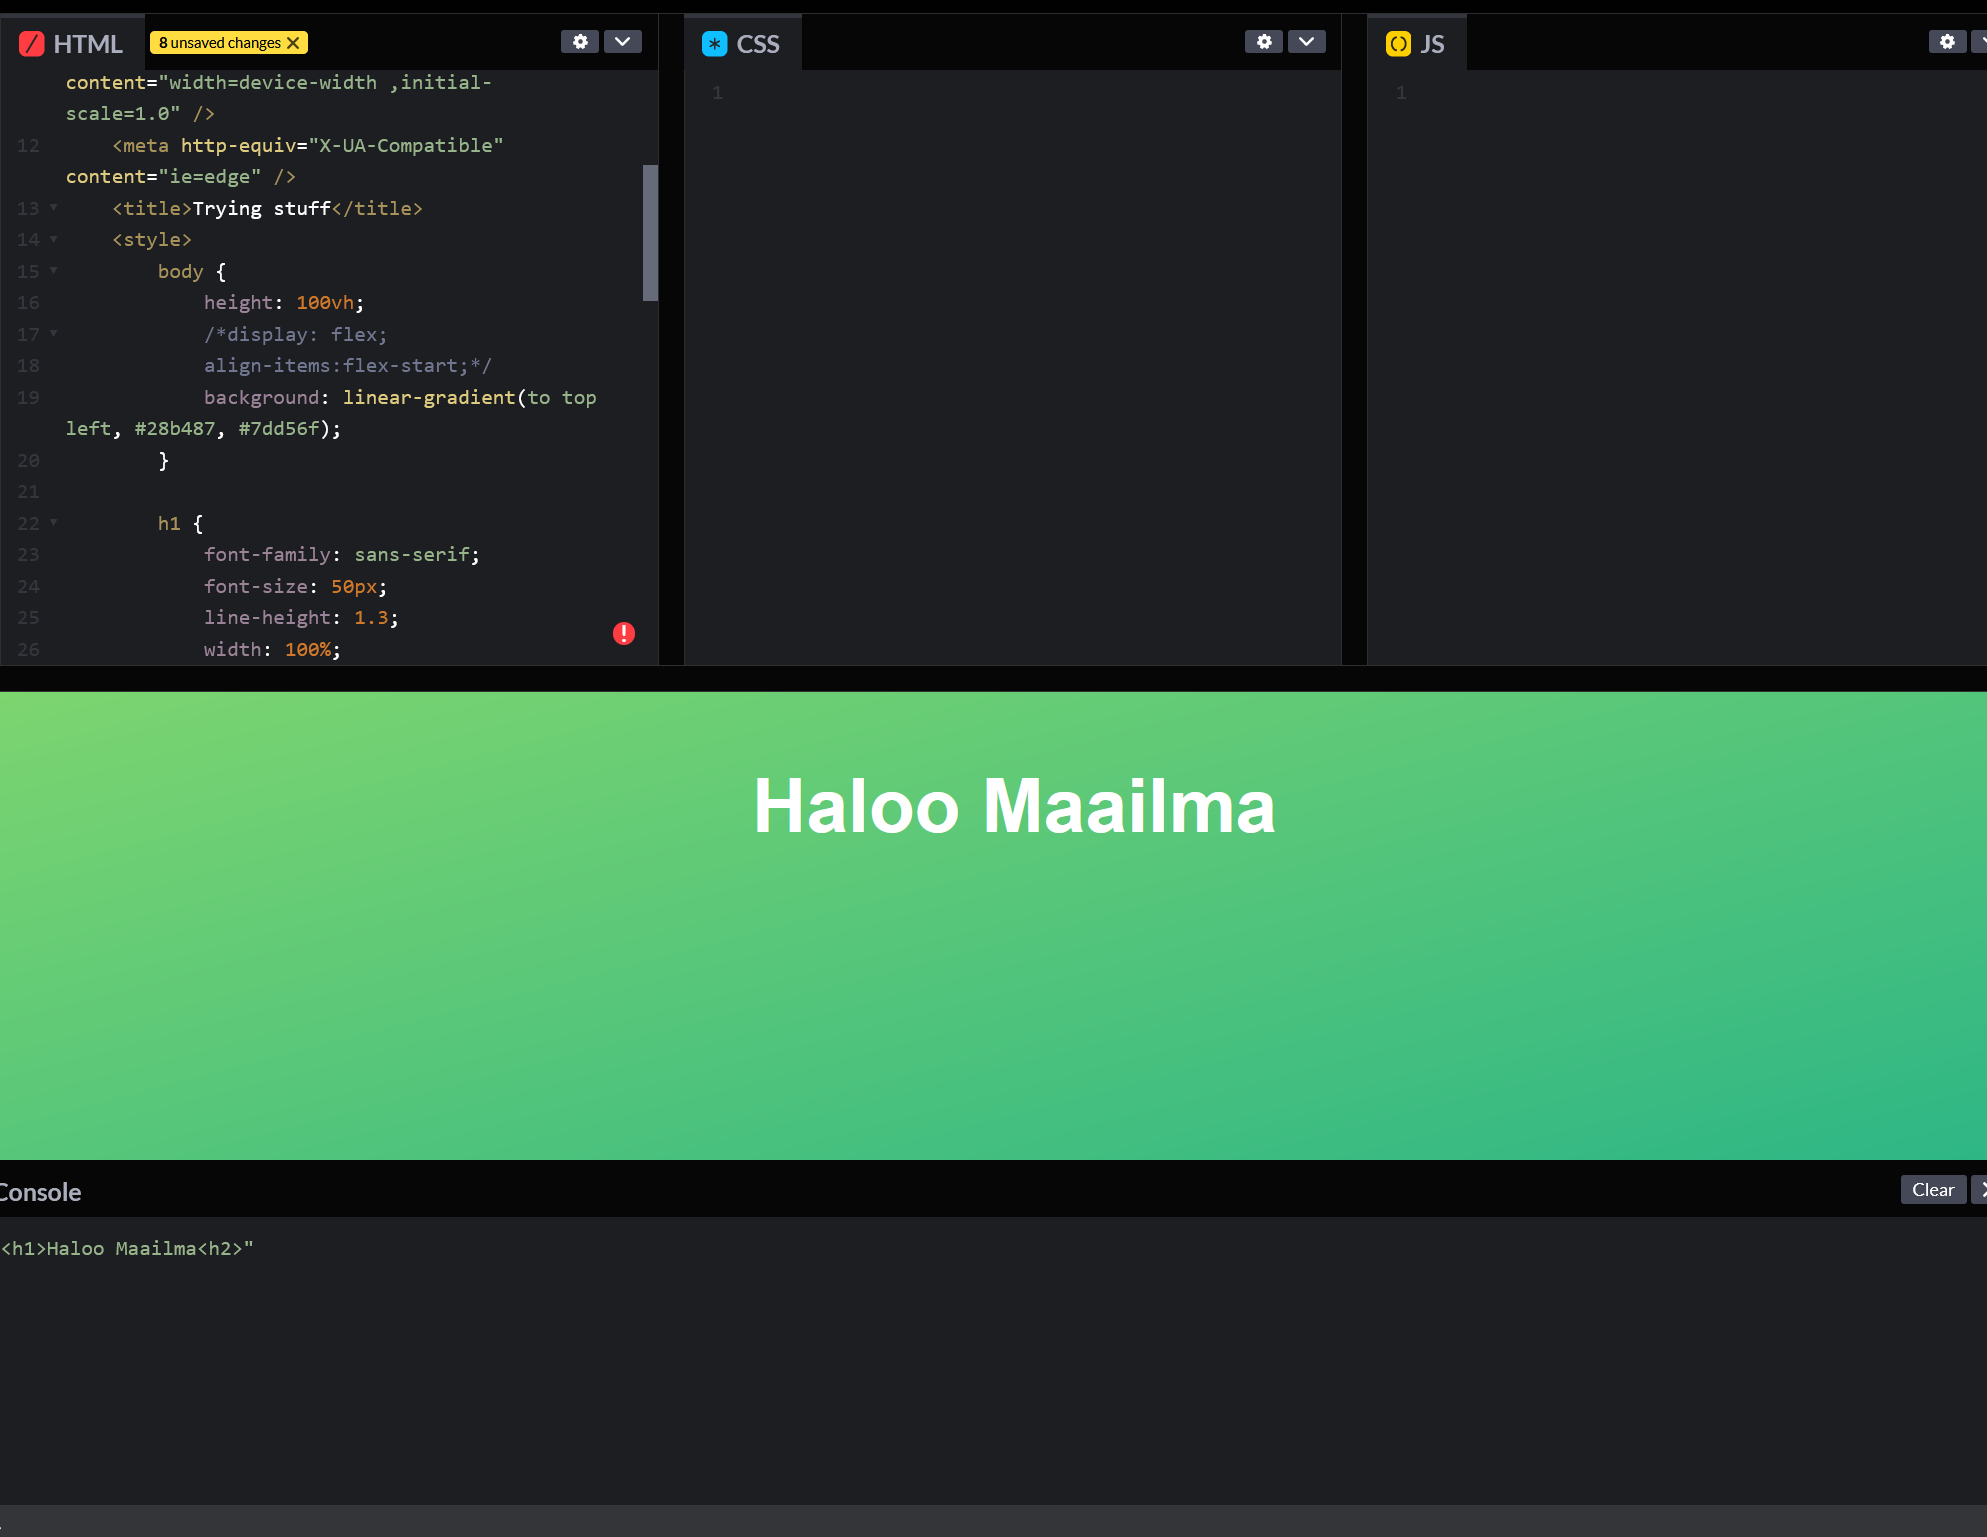 HTML
8 unsaved changes
CSS
JS
content="width=device-width ,initial-
scale=1.0" />
12 <meta http-equiv="X-UA-Compatible"
content="ie=edge" />
13 <title>Trying stuff</title>
14 <style>
15 body {
16 height: 100vh;
17 /*display: flex;
18 align-items:flex-start;*/
19 background: linear-gradient(to top
left, #28b487, #7dd56f);
20 }
21
22 h1 {
23 font-family: sans-serif;
24 font-size: 50px;
25 line-height: 1.3;
26 width: 100%;
1
1
Haloo Maailma
Console
Clear
<h1>Haloo Maailma<h2>"